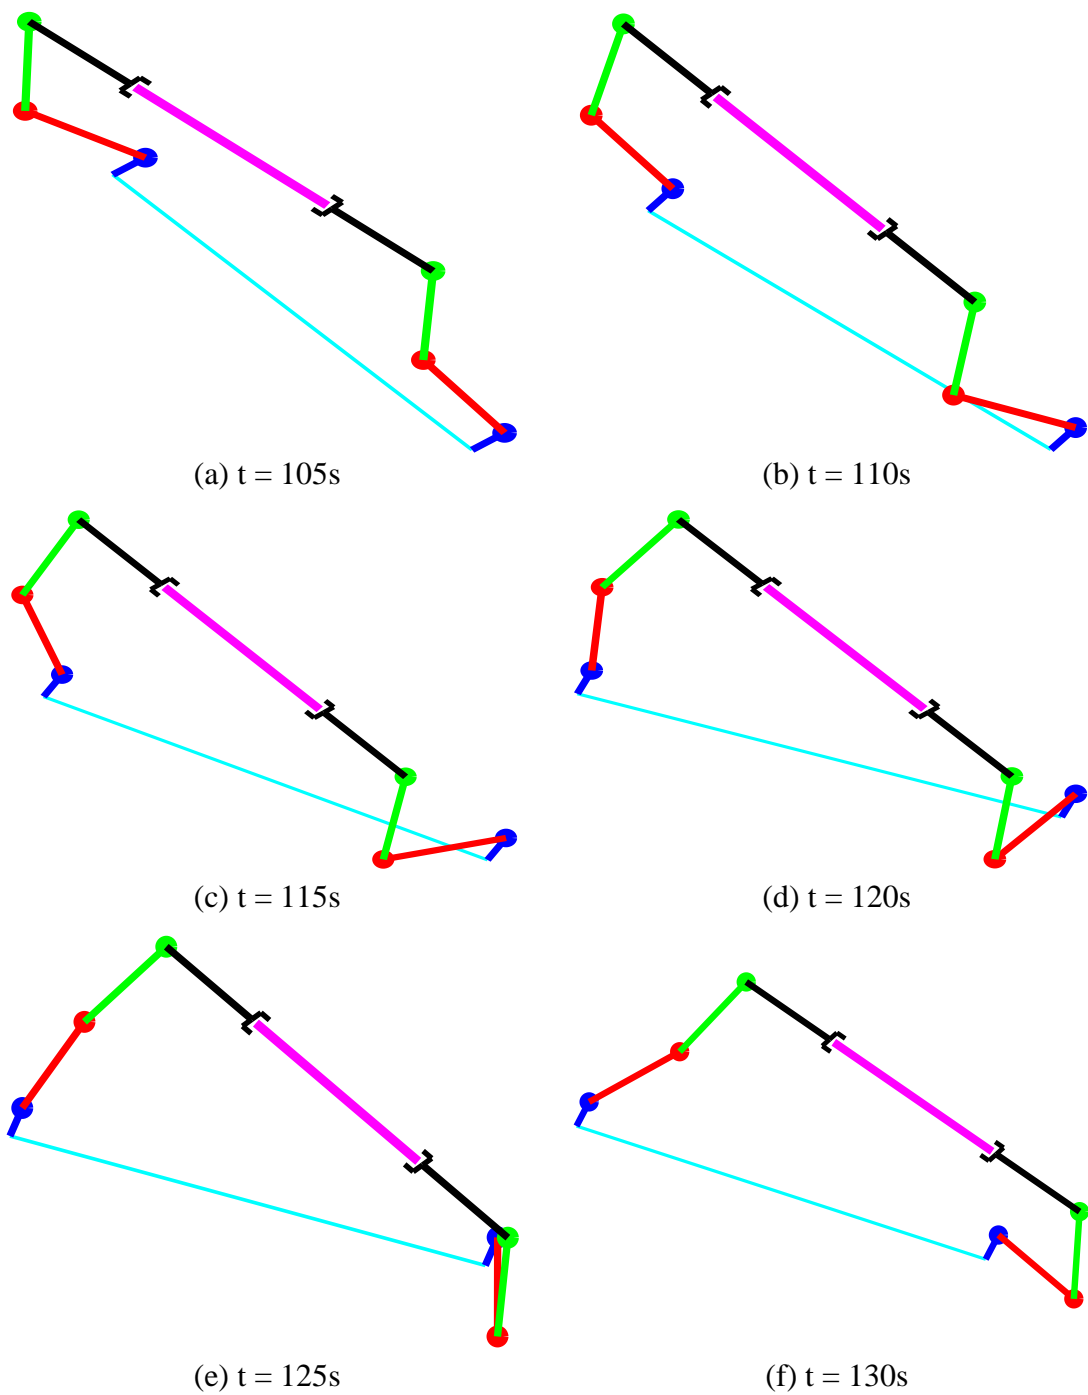 (a) t = 105s
(b) t = 110s
(c) t = 115s
(d) t = 120s
(e) t = 125s
(f) t = 130s